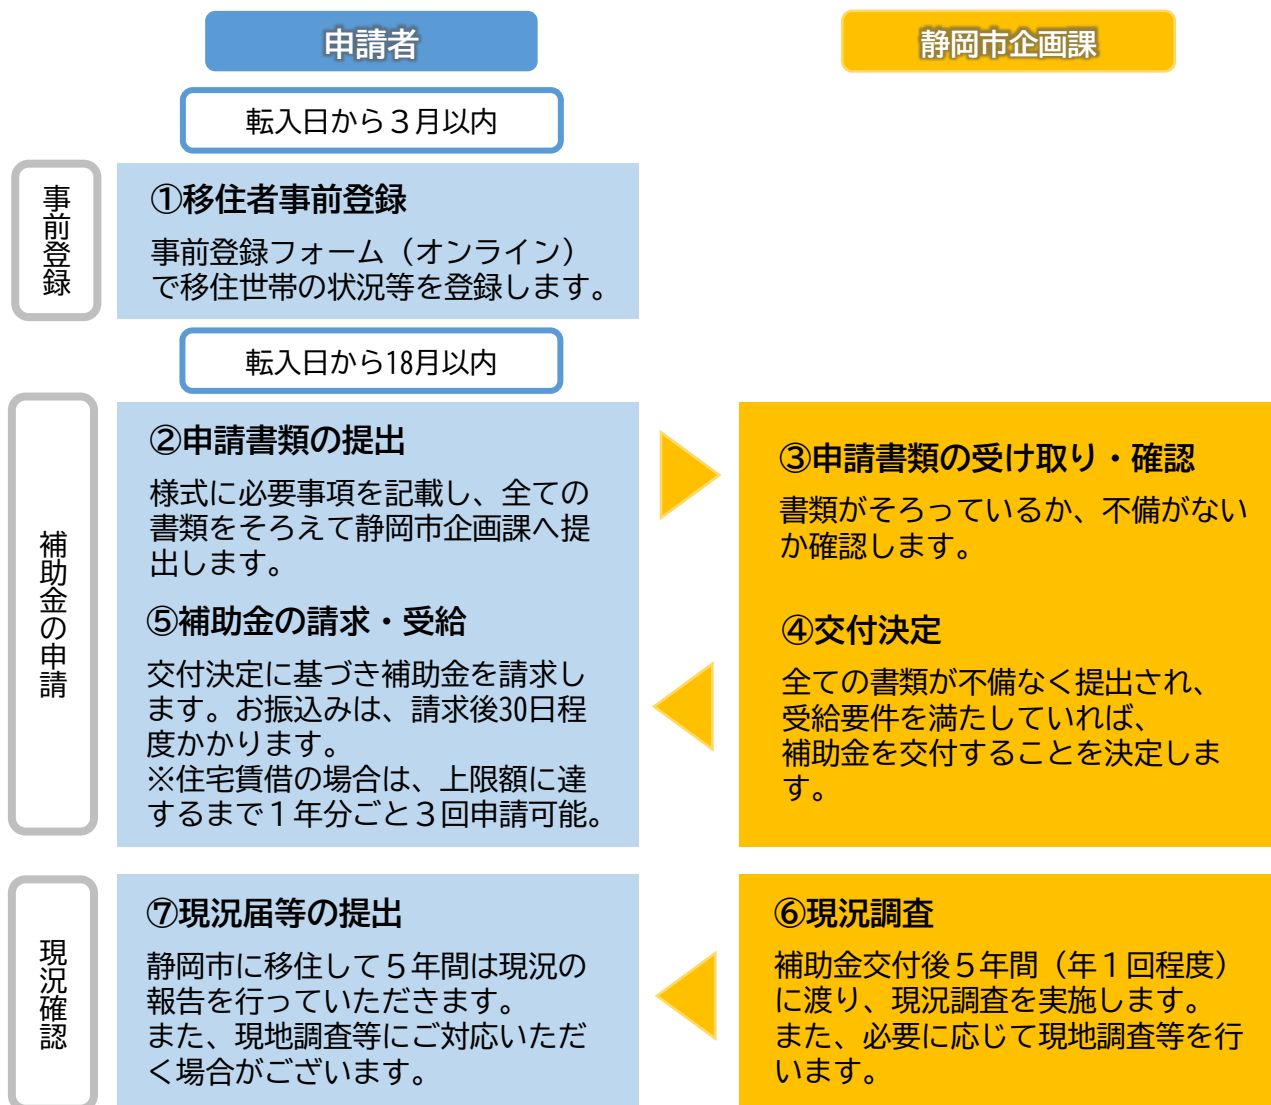 申請者
静岡市企画課
転入日から３月以内
事前登録
①移住者事前登録
事前登録フォーム（オンライン）
で移住世帯の状況等を登録します。
転入日から18月以内
補助金の申請
②申請書類の提出
様式に必要事項を記載し、全ての
書類をそろえて静岡市企画課へ提
出します。
③申請書類の受け取り・確認
書類がそろっているか、不備がない
か確認します。
④交付決定
全ての書類が不備なく提出され、
受給要件を満たしていれば、
補助金を交付することを決定しま
す。
⑤補助金の請求・受給
交付決定に基づき補助金を請求し
ます。お振込みは、請求後30日程
度かかります。
※住宅賃借の場合は、上限額に達
するまで１年分ごと３回申請可能。
現況確認
⑥現況調査
補助金交付後５年間（年１回程度）
に渡り、現況調査を実施します。
また、必要に応じて現地調査等を行
います。
⑦現況届等の提出
静岡市に移住して５年間は現況の
報告を行っていただきます。
また、現地調査等にご対応いただ
く場合がございます。